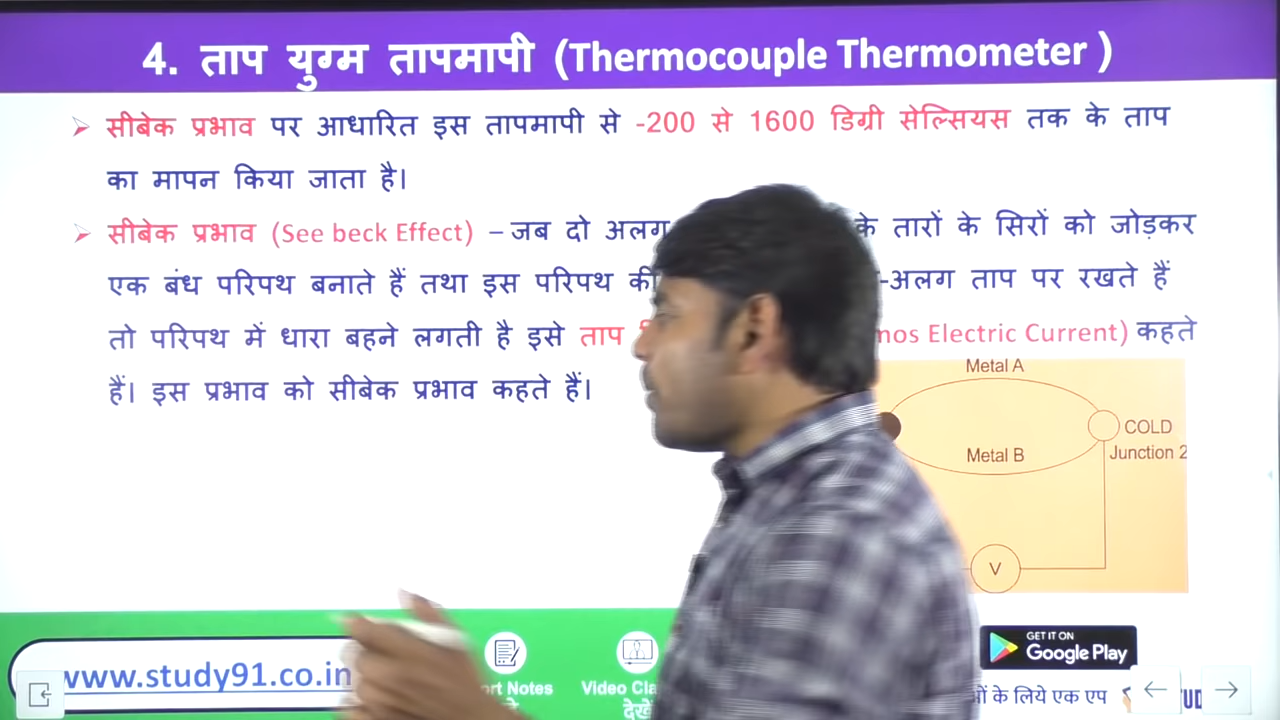 4. ताप युग्म तापमापी (Thermocouple Thermometer )
सीबेक प्रभाव पर आधारित इस तापमापी से -200 से 1600 डिग्री सेल्सियस तक के ताप
का मापन किया जाता है।
सीबेक प्रभाव (See beck Effect) – जब दो अलग के तारों के सिरों को जोड़कर
एक बंध परिपथ बनाते हैं तथा इस परिपथ की -अलग ताप पर रखते हैं
तो परिपथ में धारा बहने लगती है इसे ताप Electric Current) कहते
हैं। इस प्रभाव को सीबेक प्रभाव कहते हैं।
Metal A
COLD
Junction 2
Metal B
V
www.study91.co.in
Notes
Video
देखें
GET IT ON
Google Play
के लिये एक एप